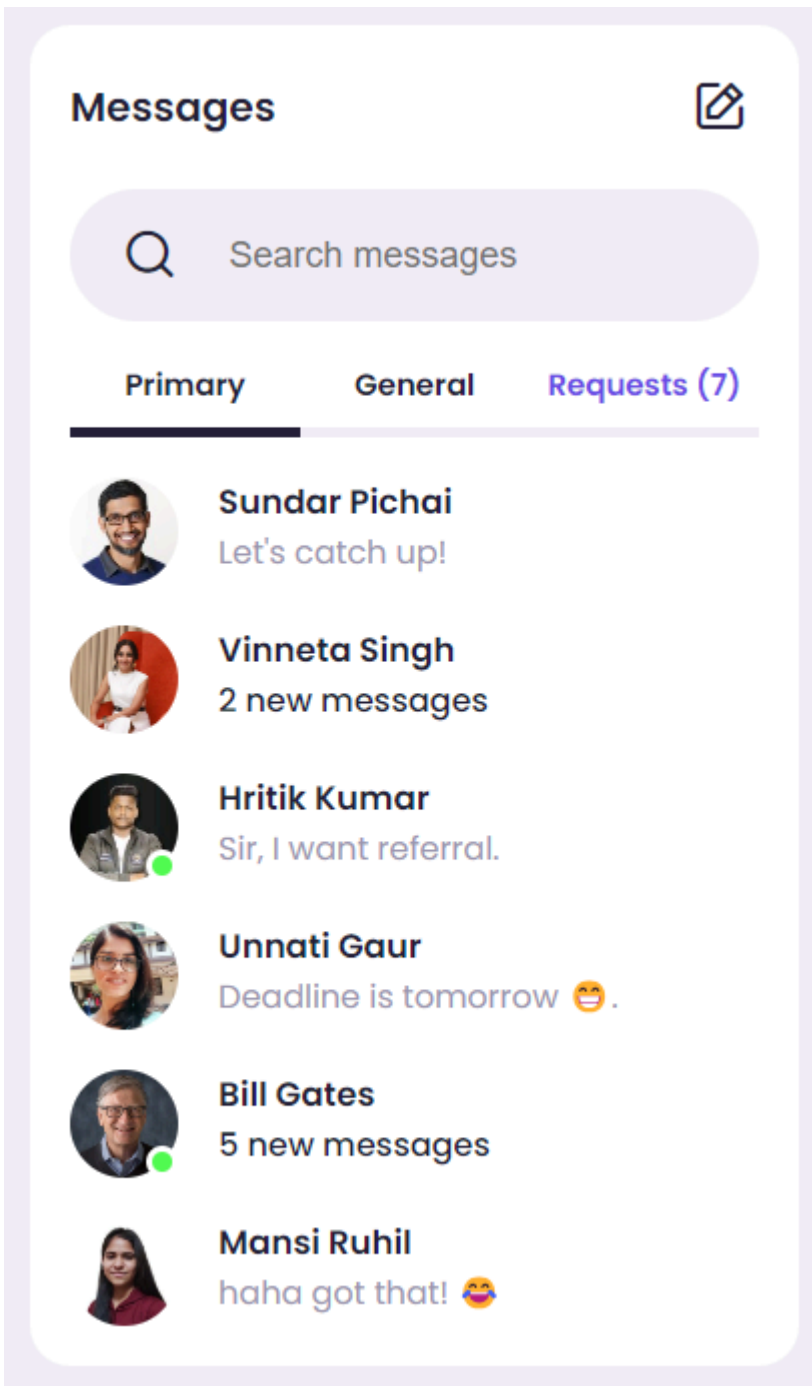 Messages
Search messages
Primary General Requests (7)
Sundar Pichai
Let's catch up!
Vinneta Singh
2 new messages
Hritik Kumar
Sir, I want referral.
Unnati Gaur
Deadline is tomorrow 😁.
Bill Gates
5 new messages
Mansi Ruhil
haha got that! 😂